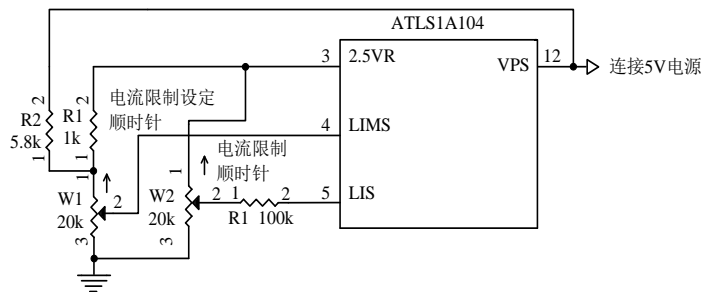 ATLS1A104
3 2.5VR
VPS 12
连接5V电源
2 2
R2 R1
5.8k 1k
1 1
电流限制设定
顺时针
4 LIMS
电流限制
顺时针
1 1
W1 2
20k
3
W2 2
20k
3
1 2
R1 100k
5 LIS